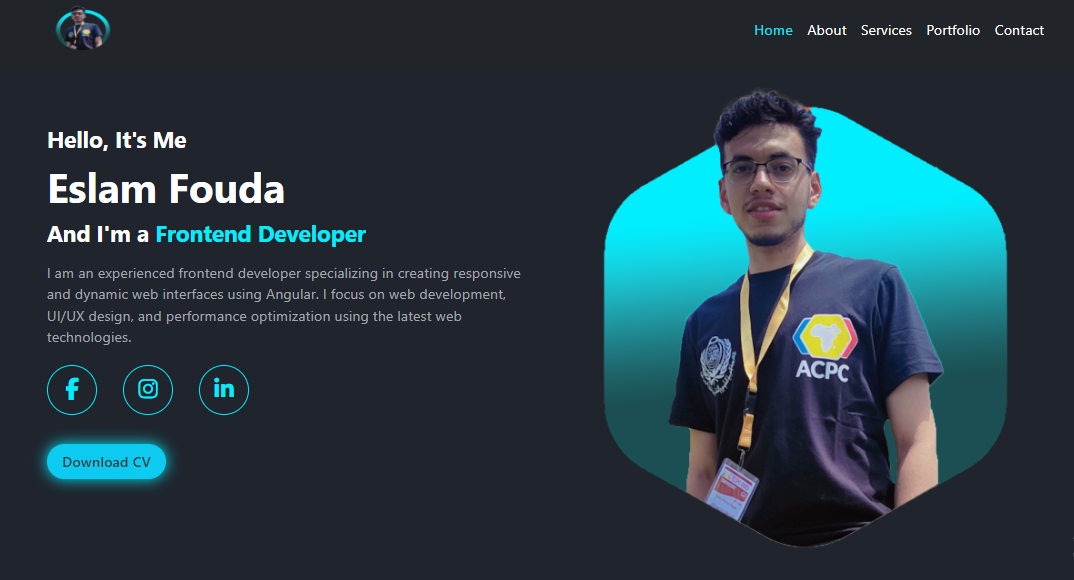 Home About Services Portfolio Contact
Hello, It's Me
Eslam Fouda
And I'm a Frontend Developer
I am an experienced frontend developer specializing in creating responsive
and dynamic web interfaces using Angular. I focus on web development,
UI/UX design, and performance optimization using the latest web
technologies.
Download CV
ACPC